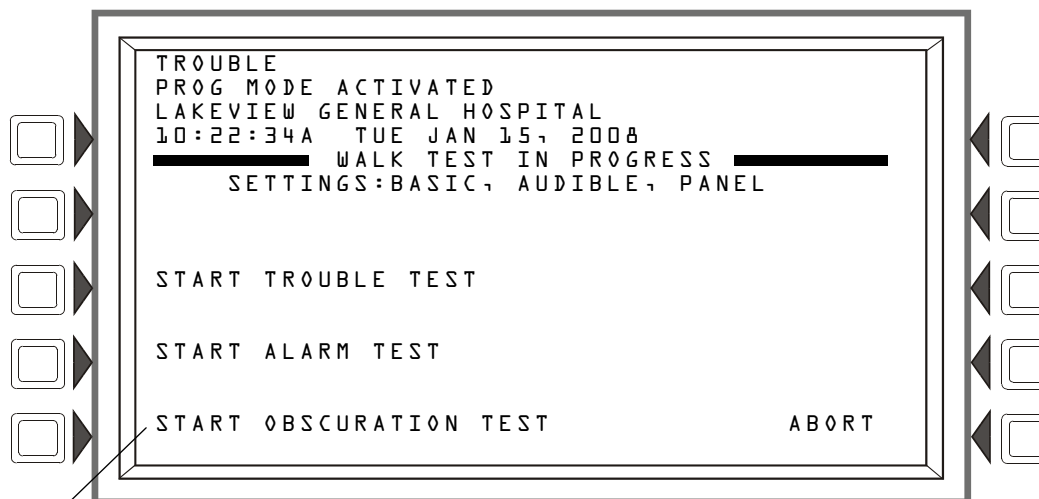 TROUBLE
PROG MODE ACTIVATED
LAKEVIEW GENERAL HOSPITAL
10:22:34A TUE JAN 15, 2008
WALK TEST IN PROGRESS
SETTINGS:BASIC, AUDIBLE, PANEL
START TROUBLE TEST
START ALARM TEST
START OBSCURATION TEST ABORT